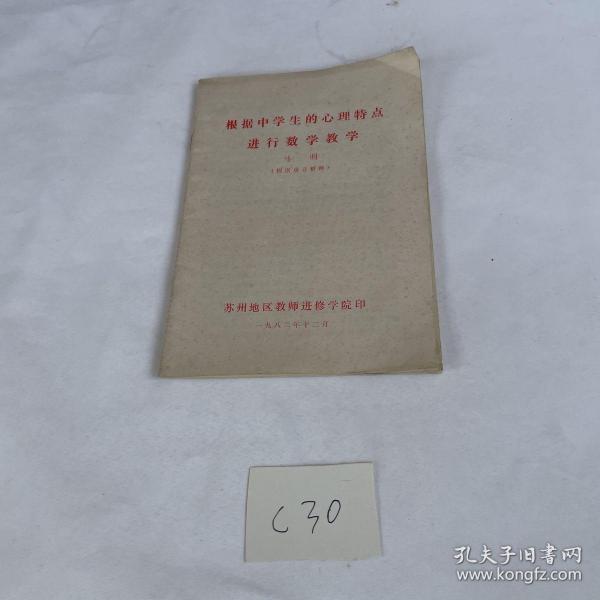 根据中学生的心理特点
进行数学教学
苏州地区教师进修学院印
一九八二年十二月
C30
孔夫子旧书网
www.kongfz.com